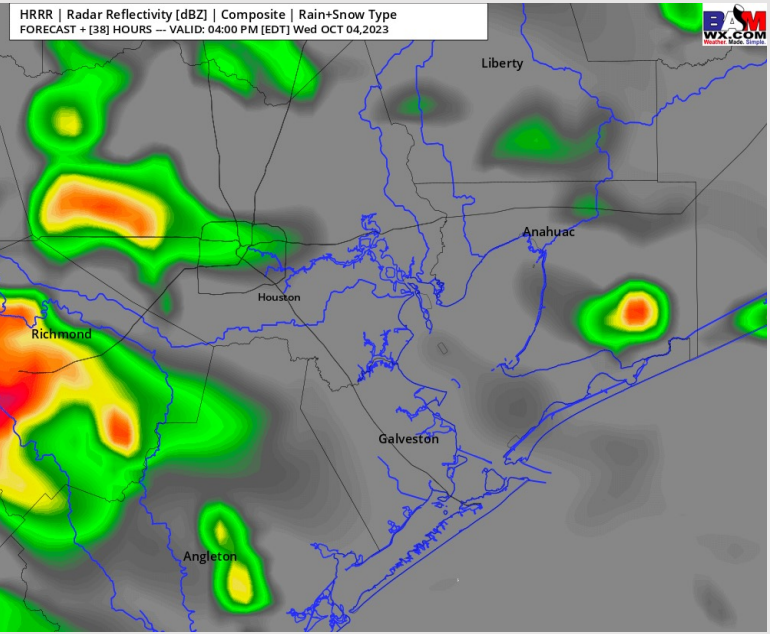 HRRR | Radar Reflectivity [dBZ] | Composite | Rain+Snow Type
FORECAST + [38] HOURS --- VALID: 04:00 PM [EDT] Wed OCT 04,2023
BAM
WX.COM
Weather. Made. Simple.
Liberty
Anahuac
Houston
Richmond
Galveston
Angleton